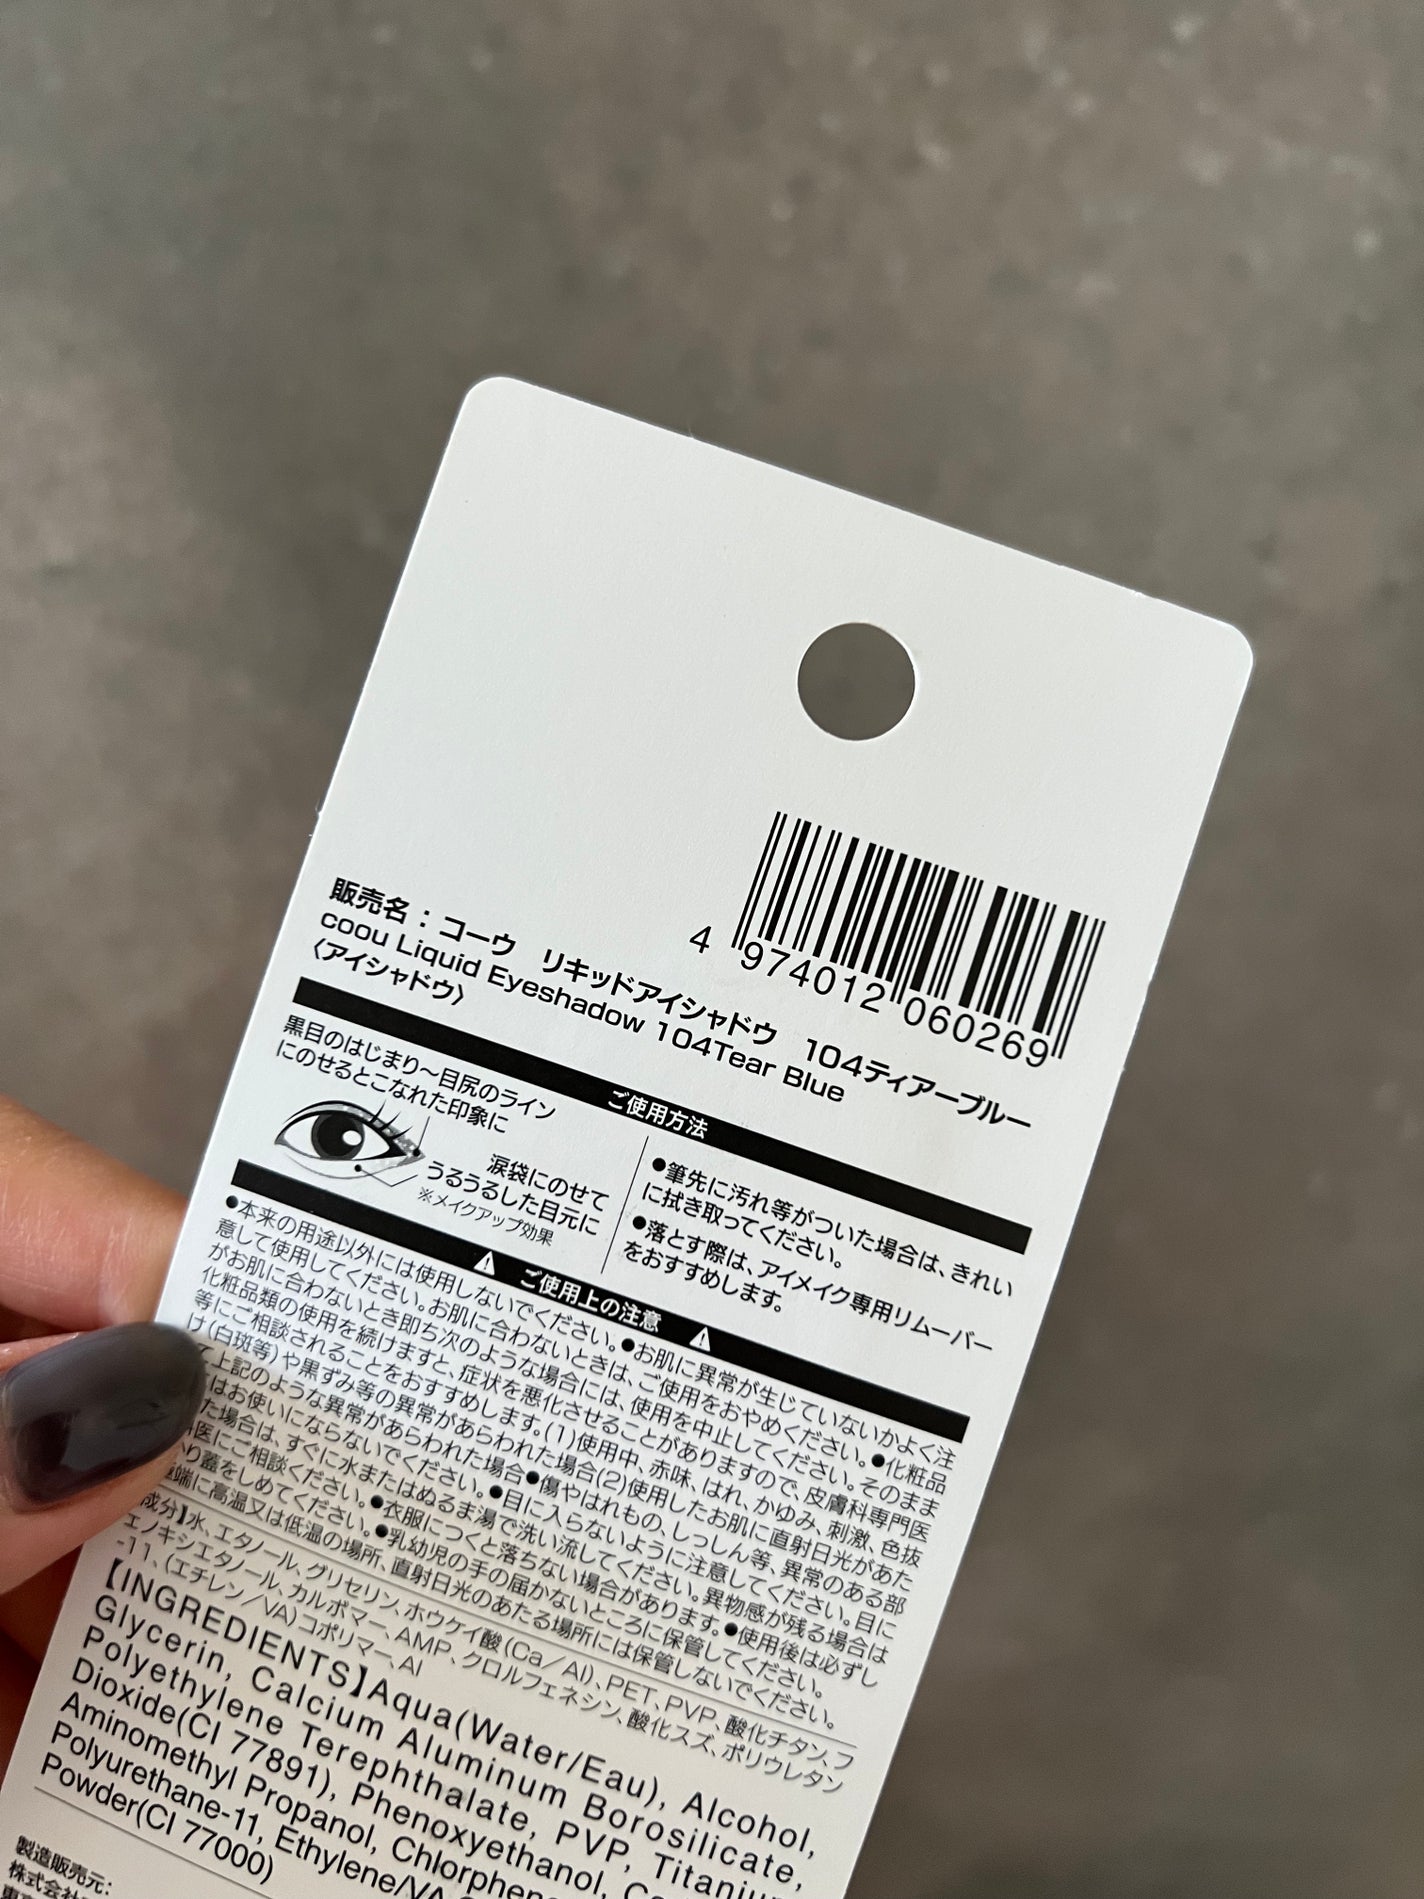 4 974012 060269
販売名：コーウ　リキッドアイシャドウ　104ティアーブルー
coou Liquid Eyeshadow 104Tear Blue
〈アイシャドウ〉
ご使用方法
黒目のはじまり～目尻のライン
にのせるとこなれた印象に
涙袋にのせて
うるうるした目元に
※メイクアップ効果
●筆先に汚れ等がついた場合は、きれい
に拭き取ってください。
●落とす際は、アイメイク専用リムーバー
をおすすめします。
⚠ ご使用上の注意 ⚠
●本来の用途以外には使用しないでください。●お肌に異常が生じていないかよく注
意して使用してください。お肌に合わないときは、ご使用をおやめください。●化粧品
がお肌に合わないとき即ち次のような場合には、使用を中止してください。そのまま
化粧品類の使用を続けますと、症状を悪化させることがありますので、皮膚科専門医
等にご相談されることをおすすめします。(1)使用中、赤味、はれ、かゆみ、刺激、色抜
け(白斑等)や黒ずみ等の異常があらわれた場合(2)使用したお肌に直射日光があた
て上記のような異常があらわれた場合●傷やはれもの、しっしん等、異常のある部
はお使いにならないでください。●目に入らないように注意してください。目に
た場合は、すぐに水またはぬるま湯で洗い流してください。異物感が残る場合は
科医にご相談ください。●衣服につくと落ちない場合があります。●使用後は必ずし
り蓋をしめてください。●乳幼児の手の届かないところに保管してください。
極端に高温又は低温の場所、直射日光のあたる場所には保管しないでください。
成分】水、エタノール、グリセリン、ホウケイ酸(Ca／Al)、PET、PVP、酸化チタン、フ
ェノキシエタノール、カルボマー、AMP、クロルフェネシン、酸化スズ、ポリウレタン
-11、(エチレン／VA)コポリマー、Al
【INGREDIENTS】Aqua(Water/Eau), Alcohol,
Glycerin, Calcium Aluminum Borosilicate,
Polyethylene Terephthalate, PVP, Titanium
Dioxide(CI 77891), Phenoxyethanol,
Aminomethyl Propanol,
Polyurethane-11, Ethylene/VA
Powder(CI 77000)
製造販売元:
株式会社